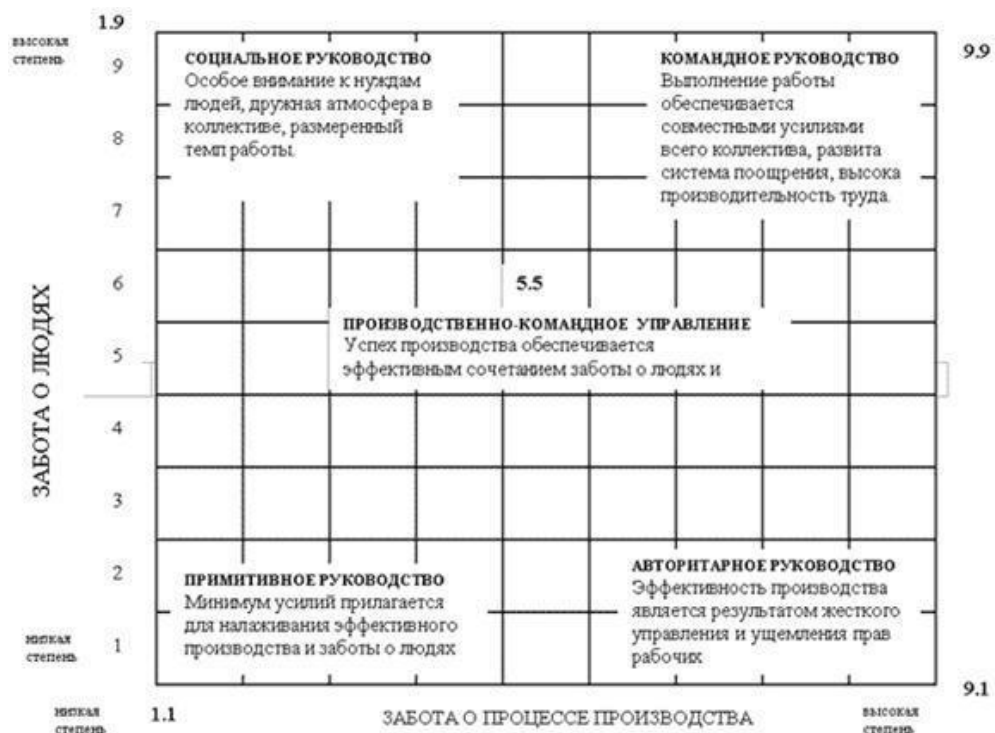 1.9
высокая
степень
9
8
7
6
5
4
3
2
1
низкая
степень
ЗАБОТА О ЛЮДЯХ
СОЦИАЛЬНОЕ РУКОВОДСТВО
Особое внимание к нуждам
людей, дружная атмосфера в
коллективе, размеренный
темп работы.
КОМАНДНОЕ РУКОВОДСТВО
Выполнение работы
обеспечивается
совместными усилиями
всего коллектива, развита
система поощрения, высока
производительность труда.
9.9
5.5
ПРОИЗВОДСТВЕННО-КОМАНДНОЕ УПРАВЛЕНИЕ
Успех производства обеспечивается
эффективным сочетанием заботы о людях и
ПРИМИТИВНОЕ РУКОВОДСТВО
Минимум усилий прилагается
для налаживания эффективного
производства и заботы о людях
АВТОРИТАРНОЕ РУКОВОДСТВО
Эффективность производства
является результатом жесткого
управления и ущемления прав
рабочих
9.1
низкая
степень
1.1
ЗАБОТА О ПРОЦЕССЕ ПРОИЗВОДСТВА
высокая
степень